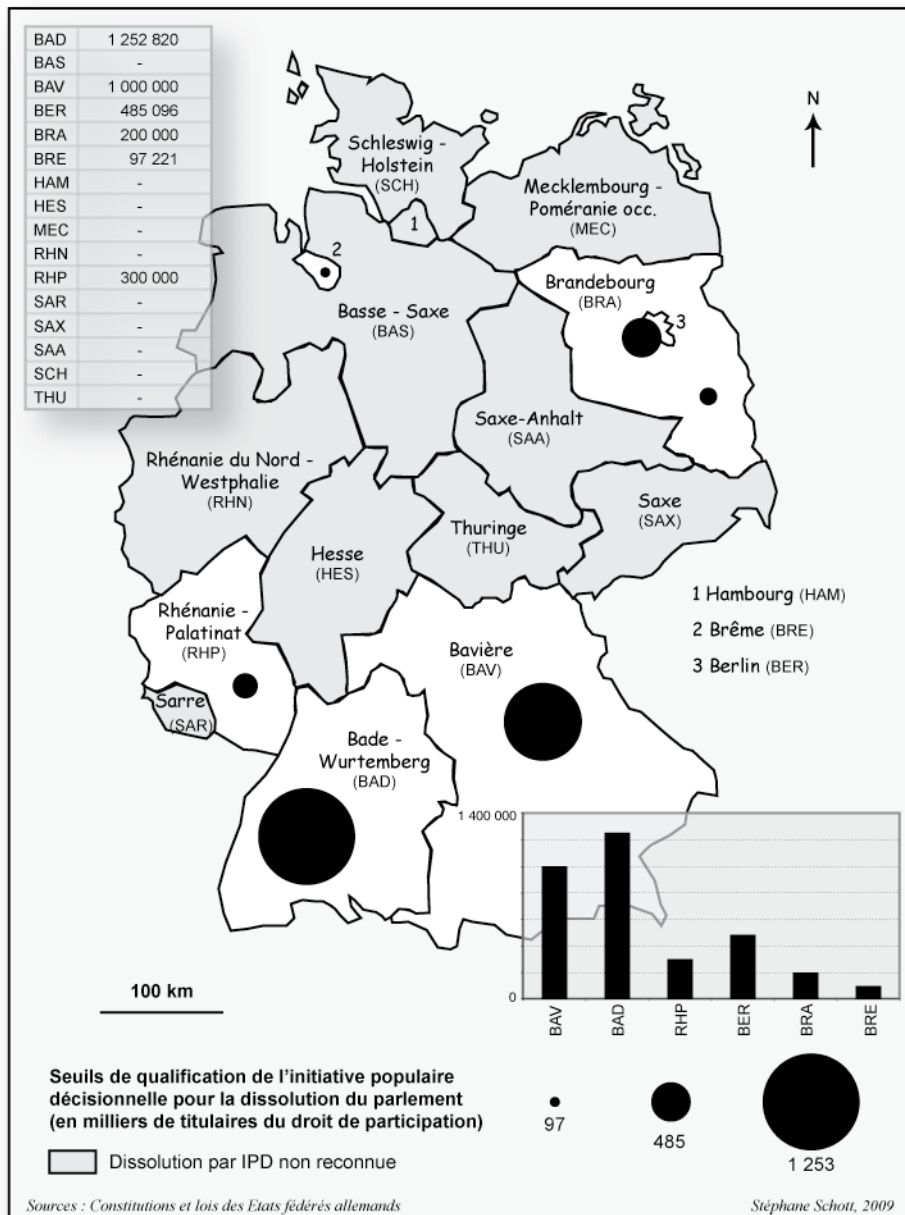 BAD 1 252 820
BAS -
BAV 1 000 000
BER 485 096
BRA 200 000
BRE 97 221
HAM -
HES -
MEC -
RHN -
RHP 300 000
SAR -
SAX -
SAA -
SCH -
THU -
N
Schleswig -
Holstein
(SCH)
Mecklembourg -
Poméranie occ.
(MEC)
1
2
Brandebourg
(BRA)
3
Basse - Saxe
(BAS)
Saxe-Anhalt
(SAA)
Rhénanie du Nord -
Westphalie
(RHN)
Saxe
(SAX)
Thuringe
(THU)
Hesse
(HES)
Rhénanie -
Palatinat
(RHP)
1 Hambourg (HAM)
2 Brême (BRE)
3 Berlin (BER)
Bavière
(BAV)
Sarre
(SAR)
Bade -
Wurtemberg
(BAD)
1 400 000
0
BAV
BAD
RHP
BER
BRA
BRE
100 km
Seuils de qualification de l'initiative populaire
décisionnelle pour la dissolution du parlement
(en milliers de titulaires du droit de participation)
97
485
1 253
Dissolution par IPD non reconnue
Sources : Constitutions et lois des Etats fédérés allemands
Stéphane Schott, 2009